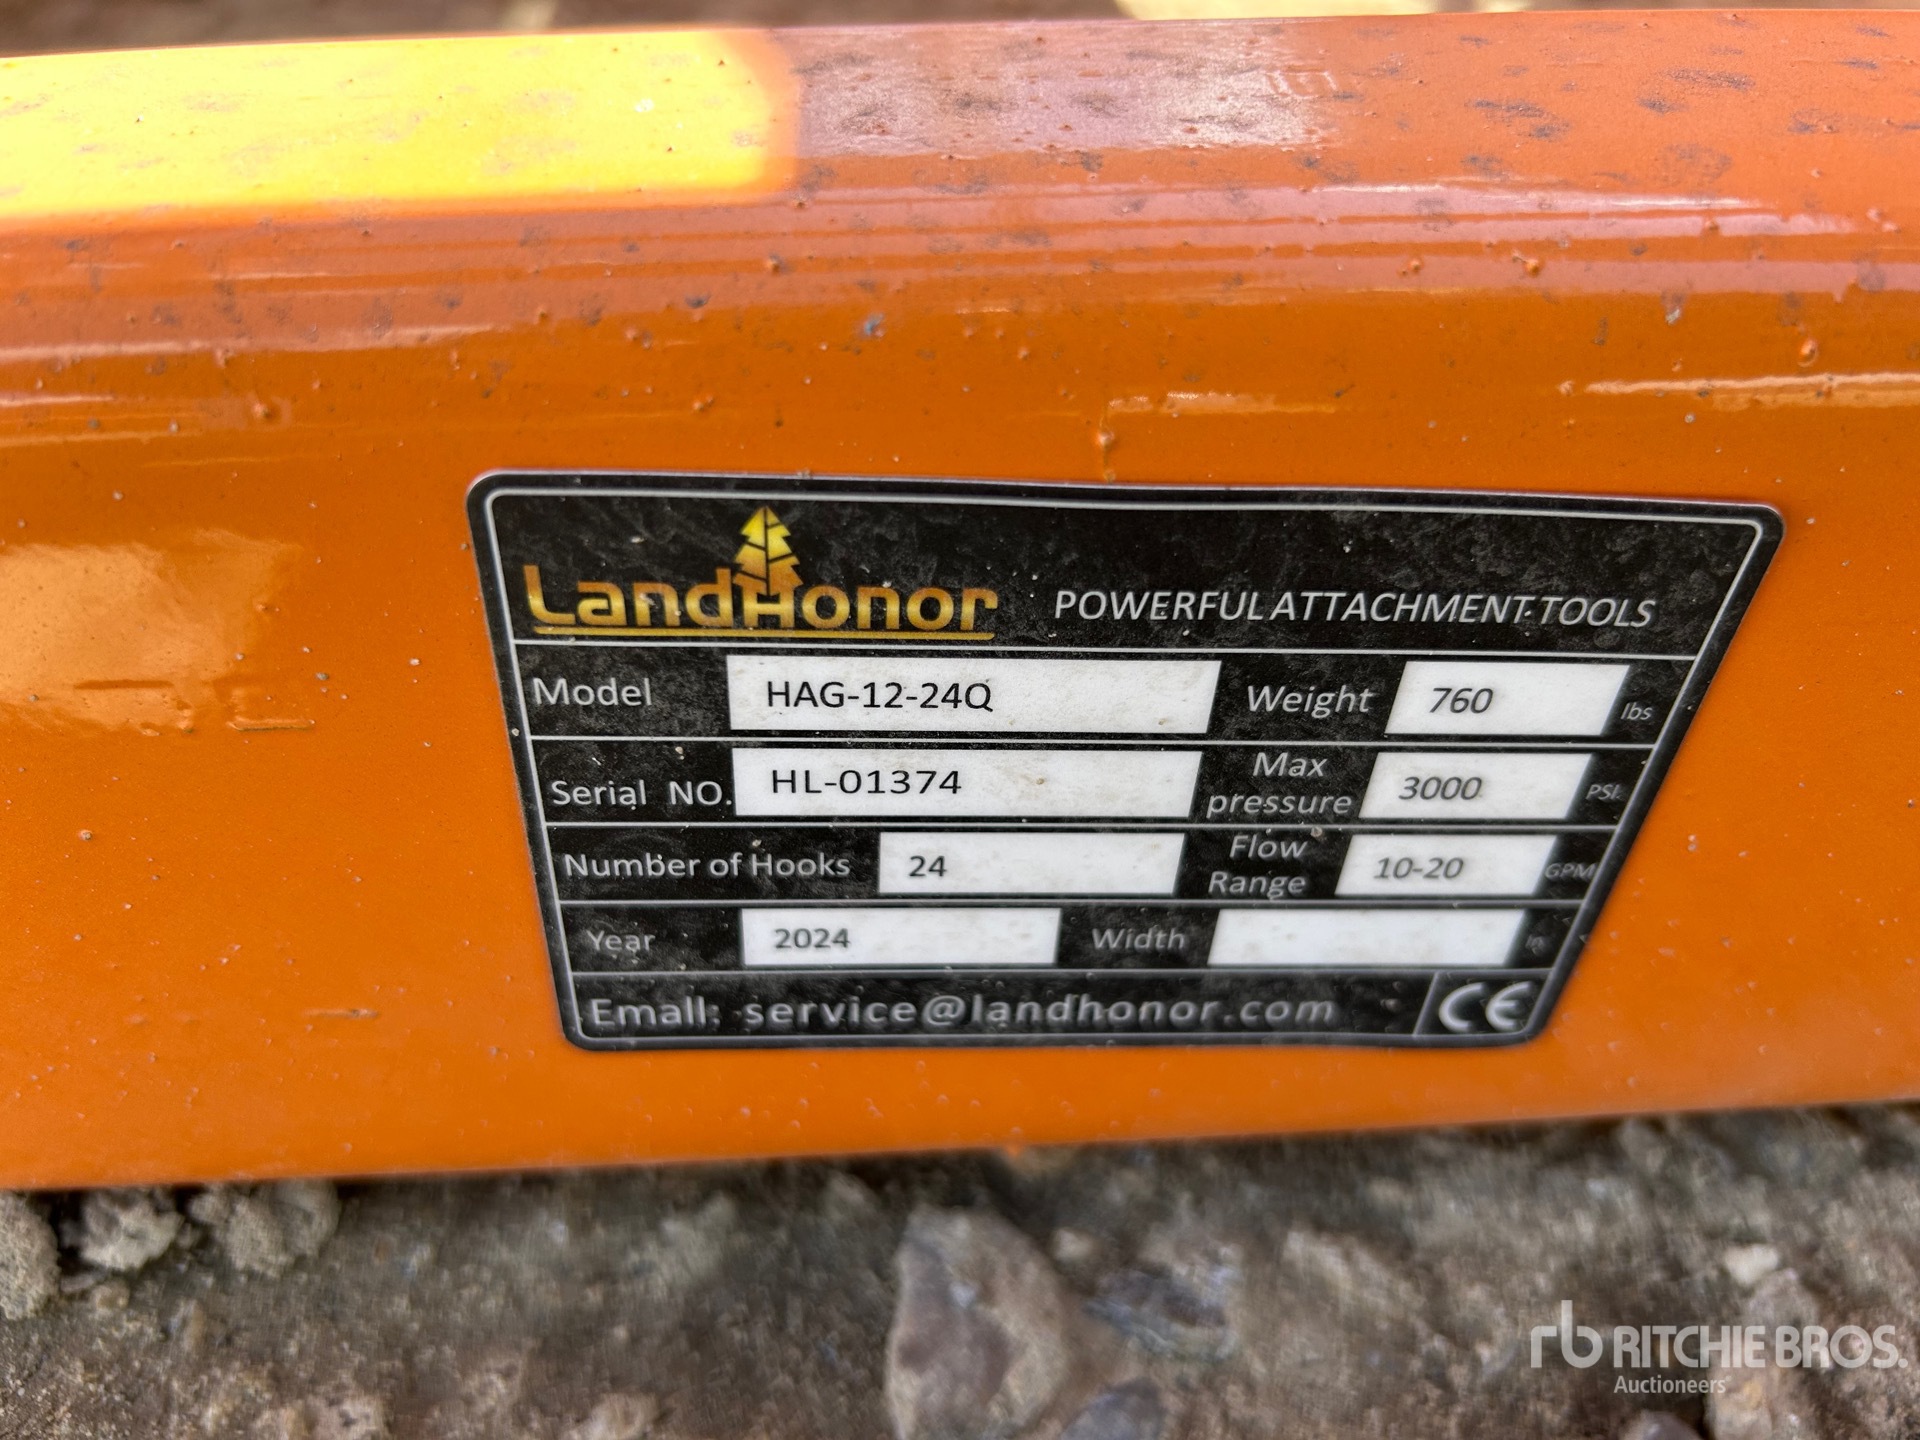 LandHonor POWERFUL ATTACHMENT TOOLS
Model HAG-12-24Q Weight 760 lbs
Serial NO. HL-01374 Max pressure 3000 PSI
Number of Hooks 24 Flow Range 10-20 GPM
Year 2024 Width in
Email: service@landhonor.com CE
rb RITCHIE BROS.
Auctioneers